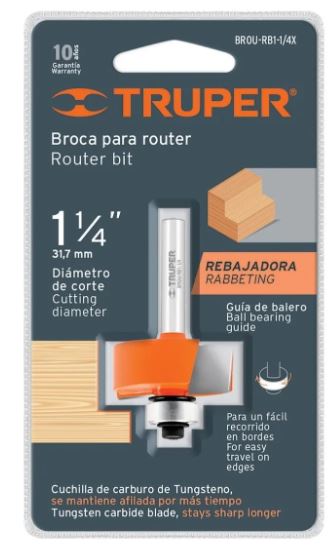 10 años
Garantía
Warranty
BROU-RB1-1/4X
TRUPER®
Broca para router
Router bit
1 1/4"
31,7 mm
Diámetro
de corte
Cutting
diameter
TRUPER
REBAJADORA
RABBETING
Guía de balero
Ball bearing
guide
Para un fácil
recorrido
en bordes
For easy
travel on
edges
Cuchilla de carburo de Tungsteno,
se mantiene afilada por más tiempo
Tungsten carbide blade, stays sharp longer